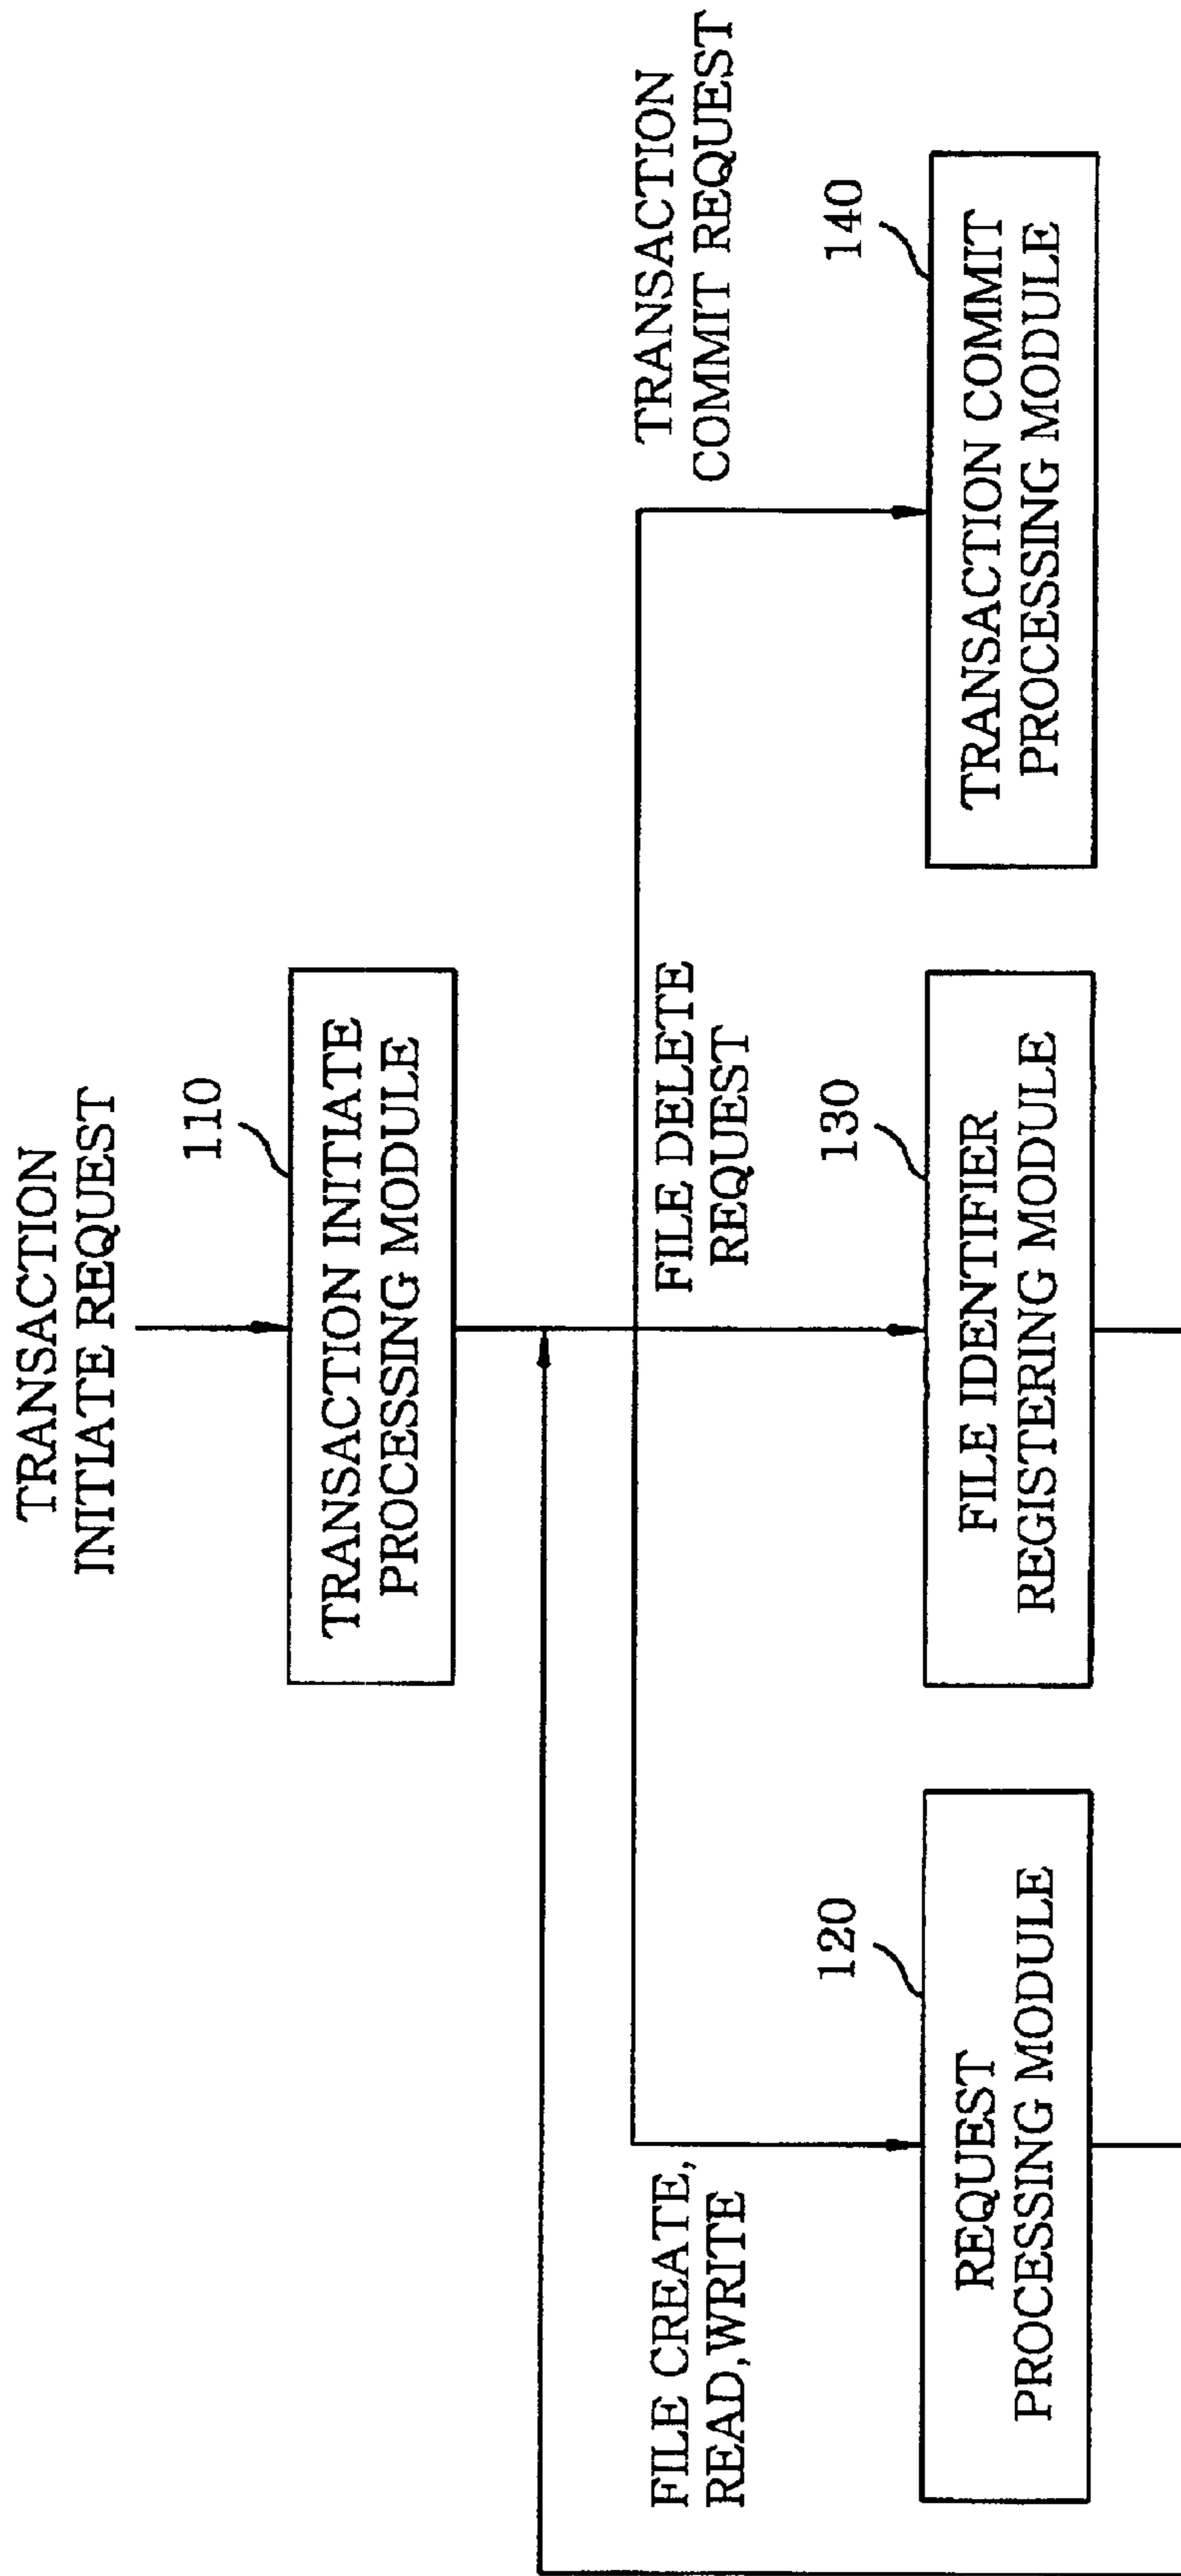 TRANSACTION
INITIATE REQUEST
110
TRANSACTION INITIATE
PROCESSING MODULE
FILE CREATE,
READ,WRITE
FILE DELETE
REQUEST
TRANSACTION
COMMIT REQUEST
120
REQUEST
PROCESSING MODULE
130
FILE IDENTIFIER
REGISTERING MODULE
140
TRANSACTION COMMIT
PROCESSING MODULE